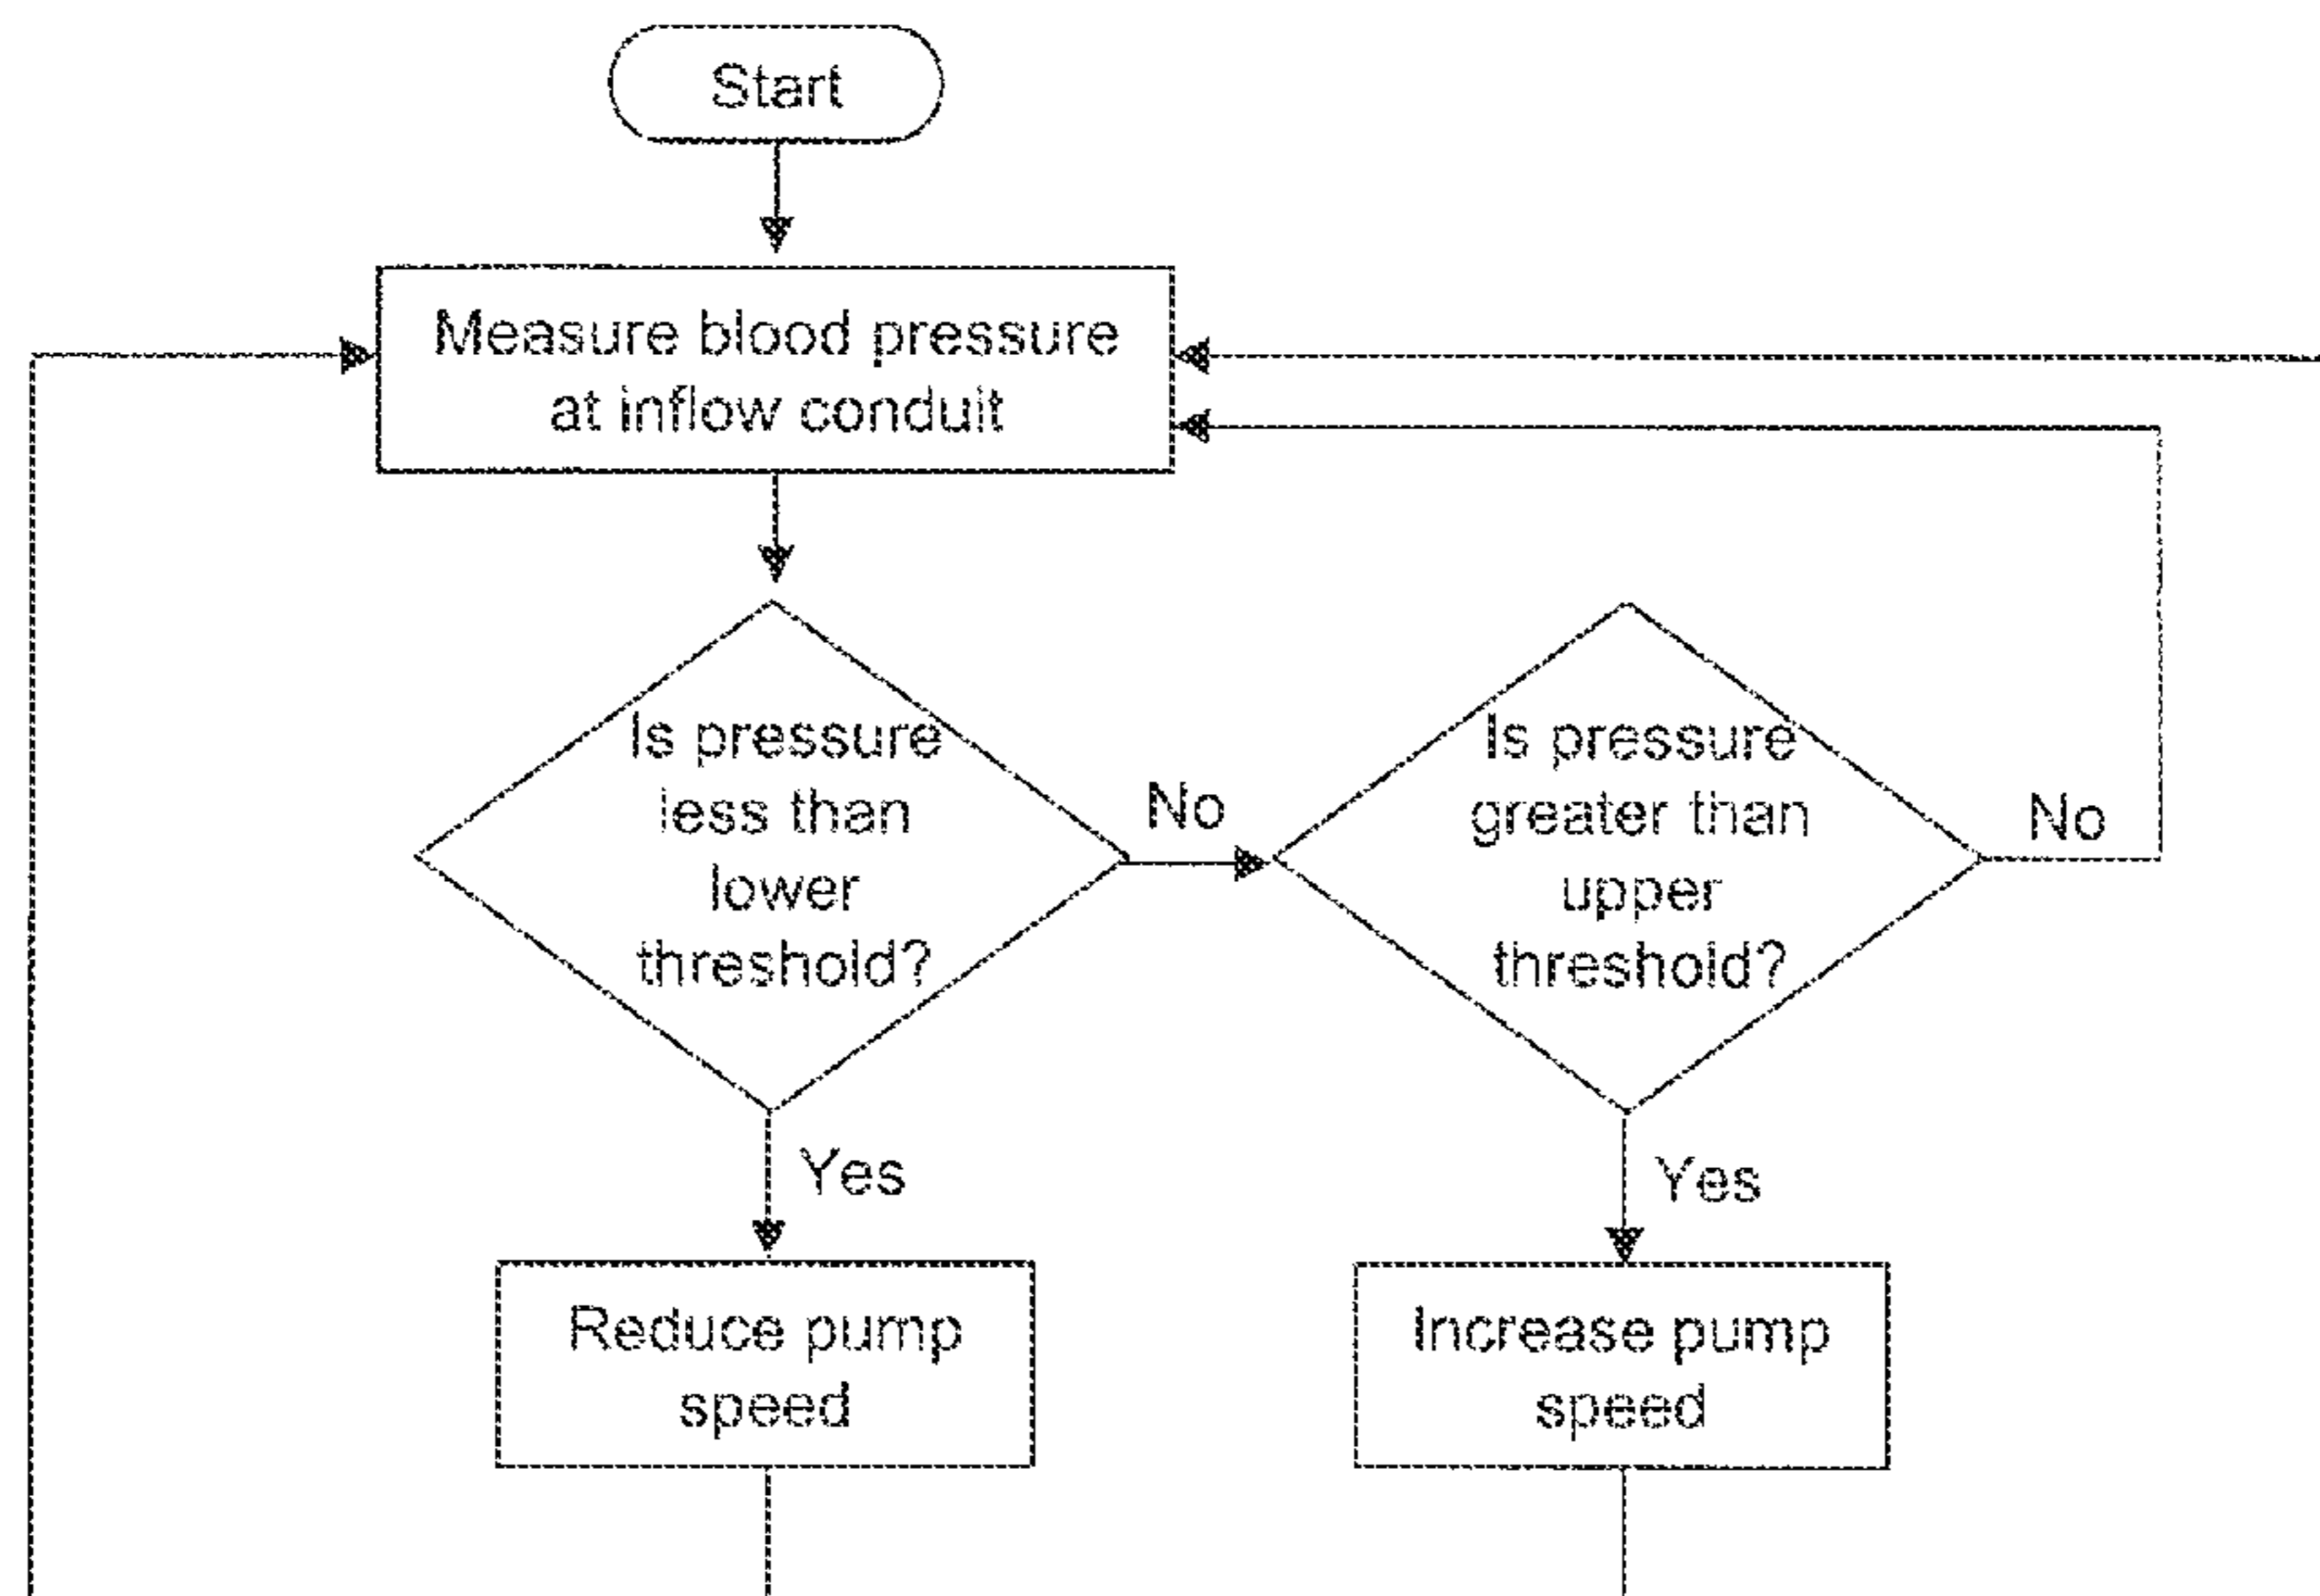 Start
Measure blood pressure
at inflow conduit
Is pressure
less than
lower
threshold?
No
Is pressure
greater than
upper
threshold?
No
Yes
Yes
Reduce pump
speed
Increase pump
speed